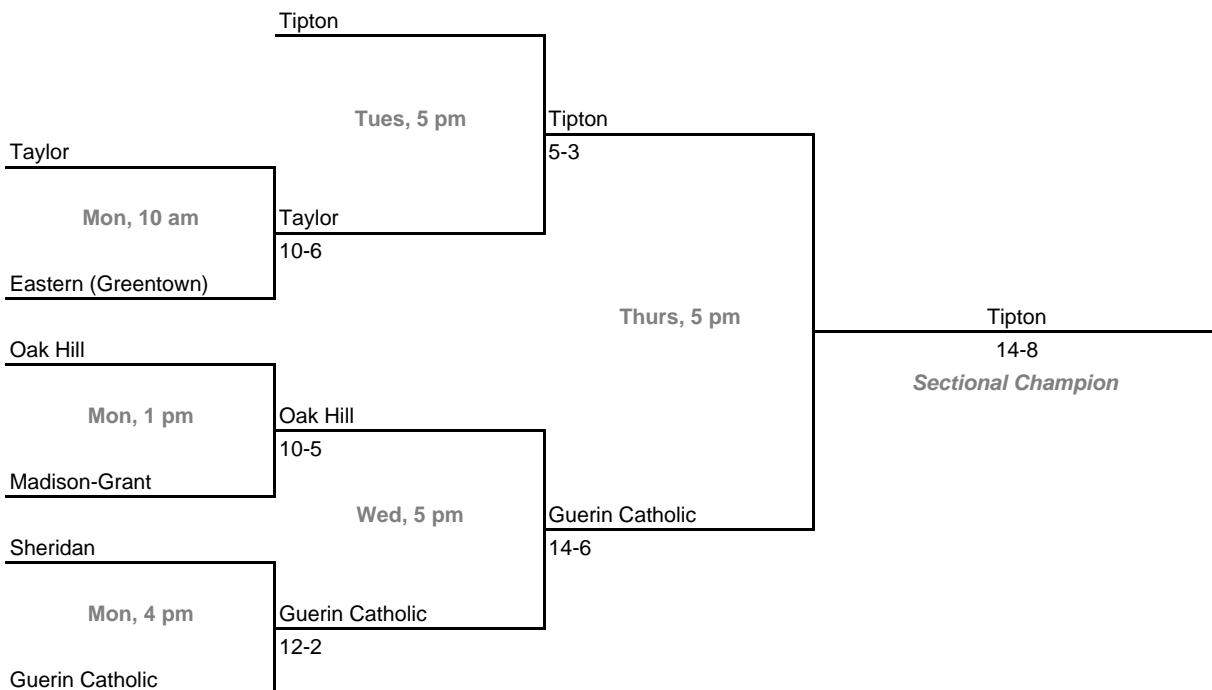 Tipton
Tues, 5 pm
Tipton
Taylor
5-3
Mon, 10 am
Taylor
10-6
Eastern (Greentown)
Thurs, 5 pm
Tipton
Oak Hill
14-8
Sectional Champion
Mon, 1 pm
Oak Hill
10-5
Madison-Grant
Wed, 5 pm
Guerin Catholic
Sheridan
14-6
Mon, 4 pm
Guerin Catholic
12-2
Guerin Catholic